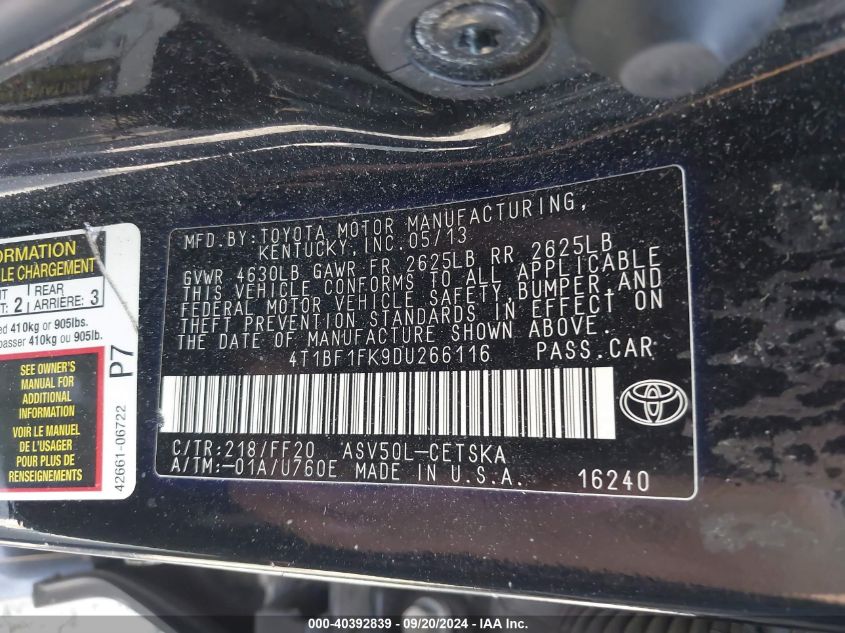 ORMATION
LE CHARGEMENT
NT
T: 2
REAR
ARRIÈRE: 3
ed 410kg or 905lbs.
passer 410kg ou 905lb.
SEE OWNER'S
MANUAL FOR
ADDITIONAL
INFORMATION
VOIR LE MANUEL
DE L'USAGER
POUR PLUS DE
RENSEIGNEMENTS
P7
42661-06722
MFD.BY:TOYOTA MOTOR MANUFACTURING,
KENTUCKY,INC.05/13
GVWR 4630LB GAWR FR 2625LB RR 2625LB
THIS VEHICLE CONFORMS TO ALL APPLICABLE
FEDERAL MOTOR VEHICLE SAFETY,BUMPER,AND
THEFT PREVENTION STANDARDS IN EFFECT ON
THE DATE OF MANUFACTURE SHOWN ABOVE.
4T1BF1FK9DU266116 PASS.CAR
C/TR:218/FF20 ASV50L-CETSKA
A/TM:-01A/U760E MADE IN U.S.A.
16240
000-40392839 - 09/20/2024 - IAA Inc.